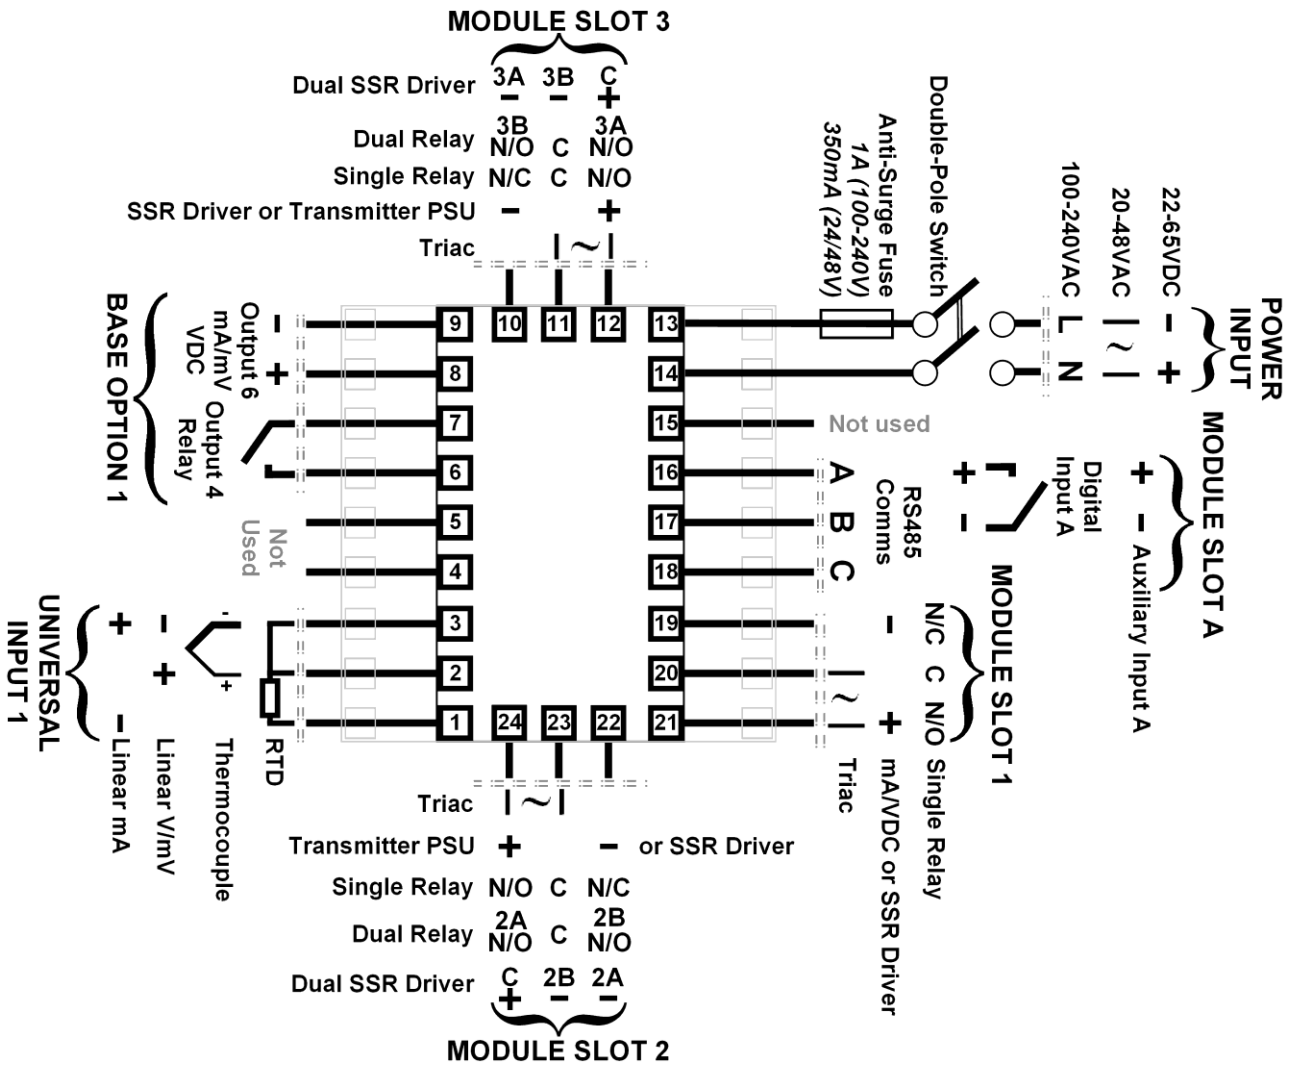 MODULE SLOT 3
Dual SSR Driver 3A 3B C
− − +
Dual Relay 3B N/O C 3A N/O
Single Relay N/C C N/O
SSR Driver or Transmitter PSU − +
Triac ~
Double-Pole Switch
Anti-Surge Fuse
1A (100-240V)
350mA (24/48V)
100-240VAC L N
20-48VAC ~
22-65VDC − +
POWER
INPUT
BASE OPTION 1
Output 6
mA/mV
VDC
− +
Output 4
Relay
9 10 11 12 13
8 14
7 15 Not used
6 16 A
5 17 B
4 18 C
3 19
2 20
1 24 23 22 21
RS485
Comms
+ −
Digital
Input A
+ − Auxiliary Input A
MODULE SLOT A
Not
Used
UNIVERSAL
INPUT 1
+ − Linear mA
− + Linear V/mV
- + Thermocouple
RTD
MODULE SLOT 1
N/C C N/O Single Relay
− + mA/VDC or SSR Driver
~ Triac
Triac ~
Transmitter PSU + − or SSR Driver
Single Relay N/O C N/C
Dual Relay 2A N/O C 2B N/O
Dual SSR Driver C 2B 2A
+ − −
MODULE SLOT 2